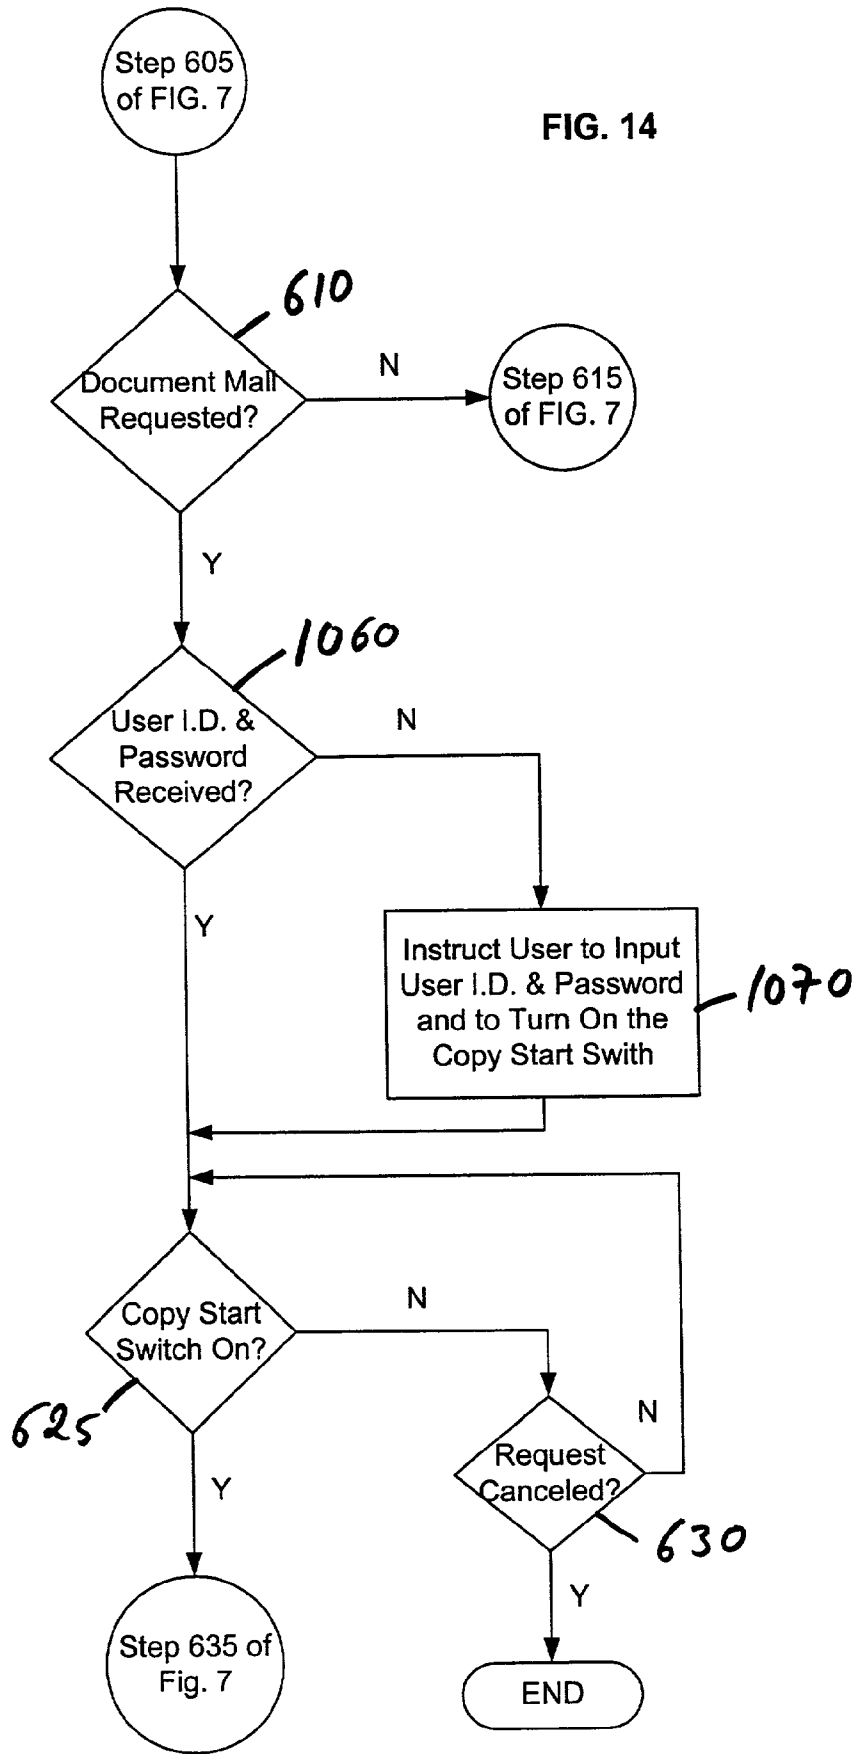 Step 605
of FIG. 7
FIG. 14
610
Document Mall
Requested?
N
Step 615
of FIG. 7
Y
1060
User I.D. &
Password
Received?
N
Y
Instruct User to Input
User I.D. & Password
and to Turn On the
Copy Start Swith
1070
Copy Start
Switch On?
N
625
Request
Canceled?
N
630
Y
Y
Step 635 of
Fig. 7
END